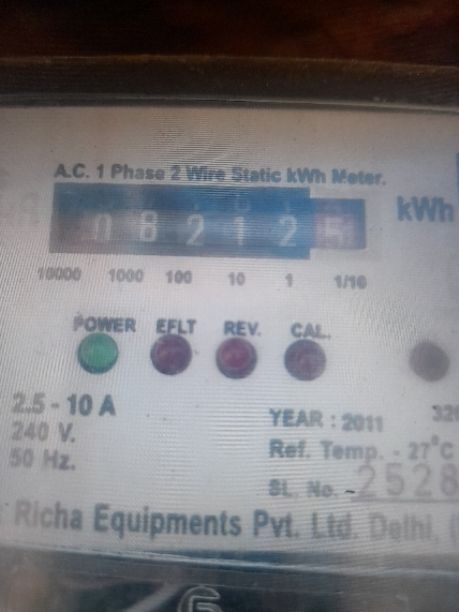 A.C. 1 Phase 2 Wire Static kWh Meter.
0 8 2 1 2 5 kWh
10000 1000 100 10 1 1/10
POWER EFLT REV. CAL.
2.5 - 10 A
240 V.
50 Hz.
YEAR : 2011 320
Ref. Temp. - 27°C
SL. No. - 2528
Richa Equipments Pvt. Ltd. Delhi, (